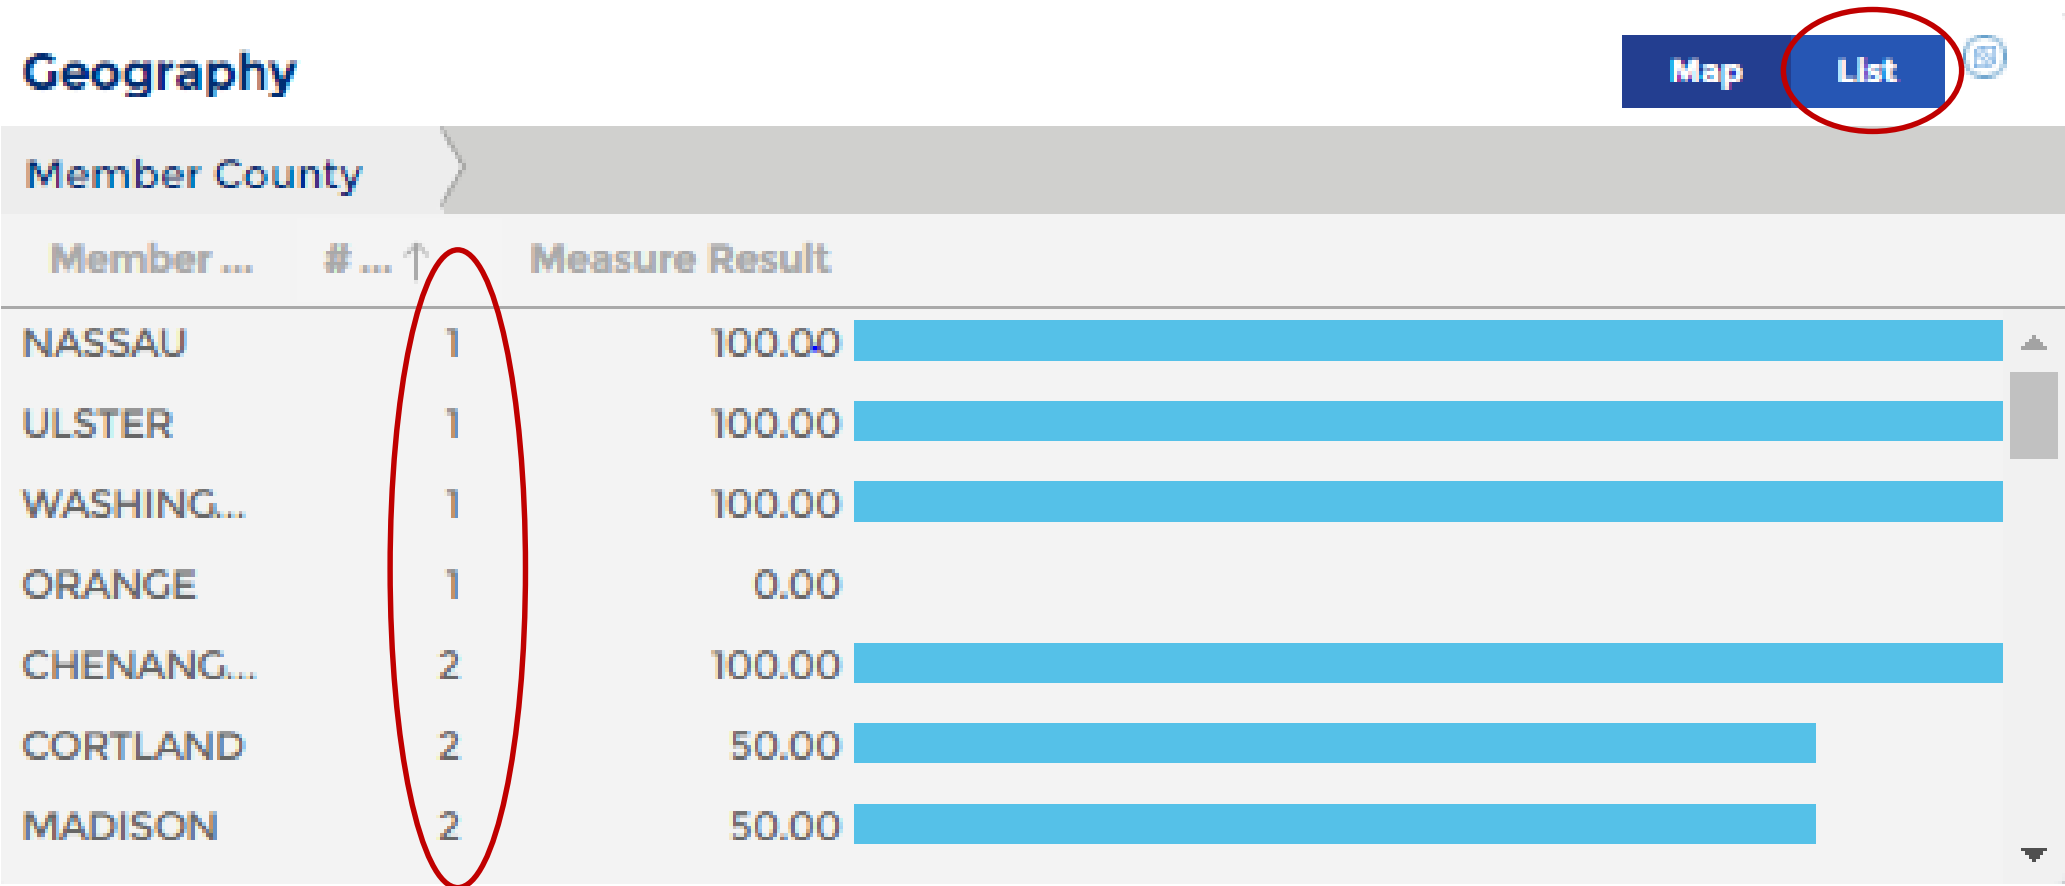 Geography
Map List
Member County
Member ... # ... ↑ Measure Result
NASSAU 1 100.00
ULSTER 1 100.00
WASHING... 1 100.00
ORANGE 1 0.00
CHENANG... 2 100.00
CORTLAND 2 50.00
MADISON 2 50.00